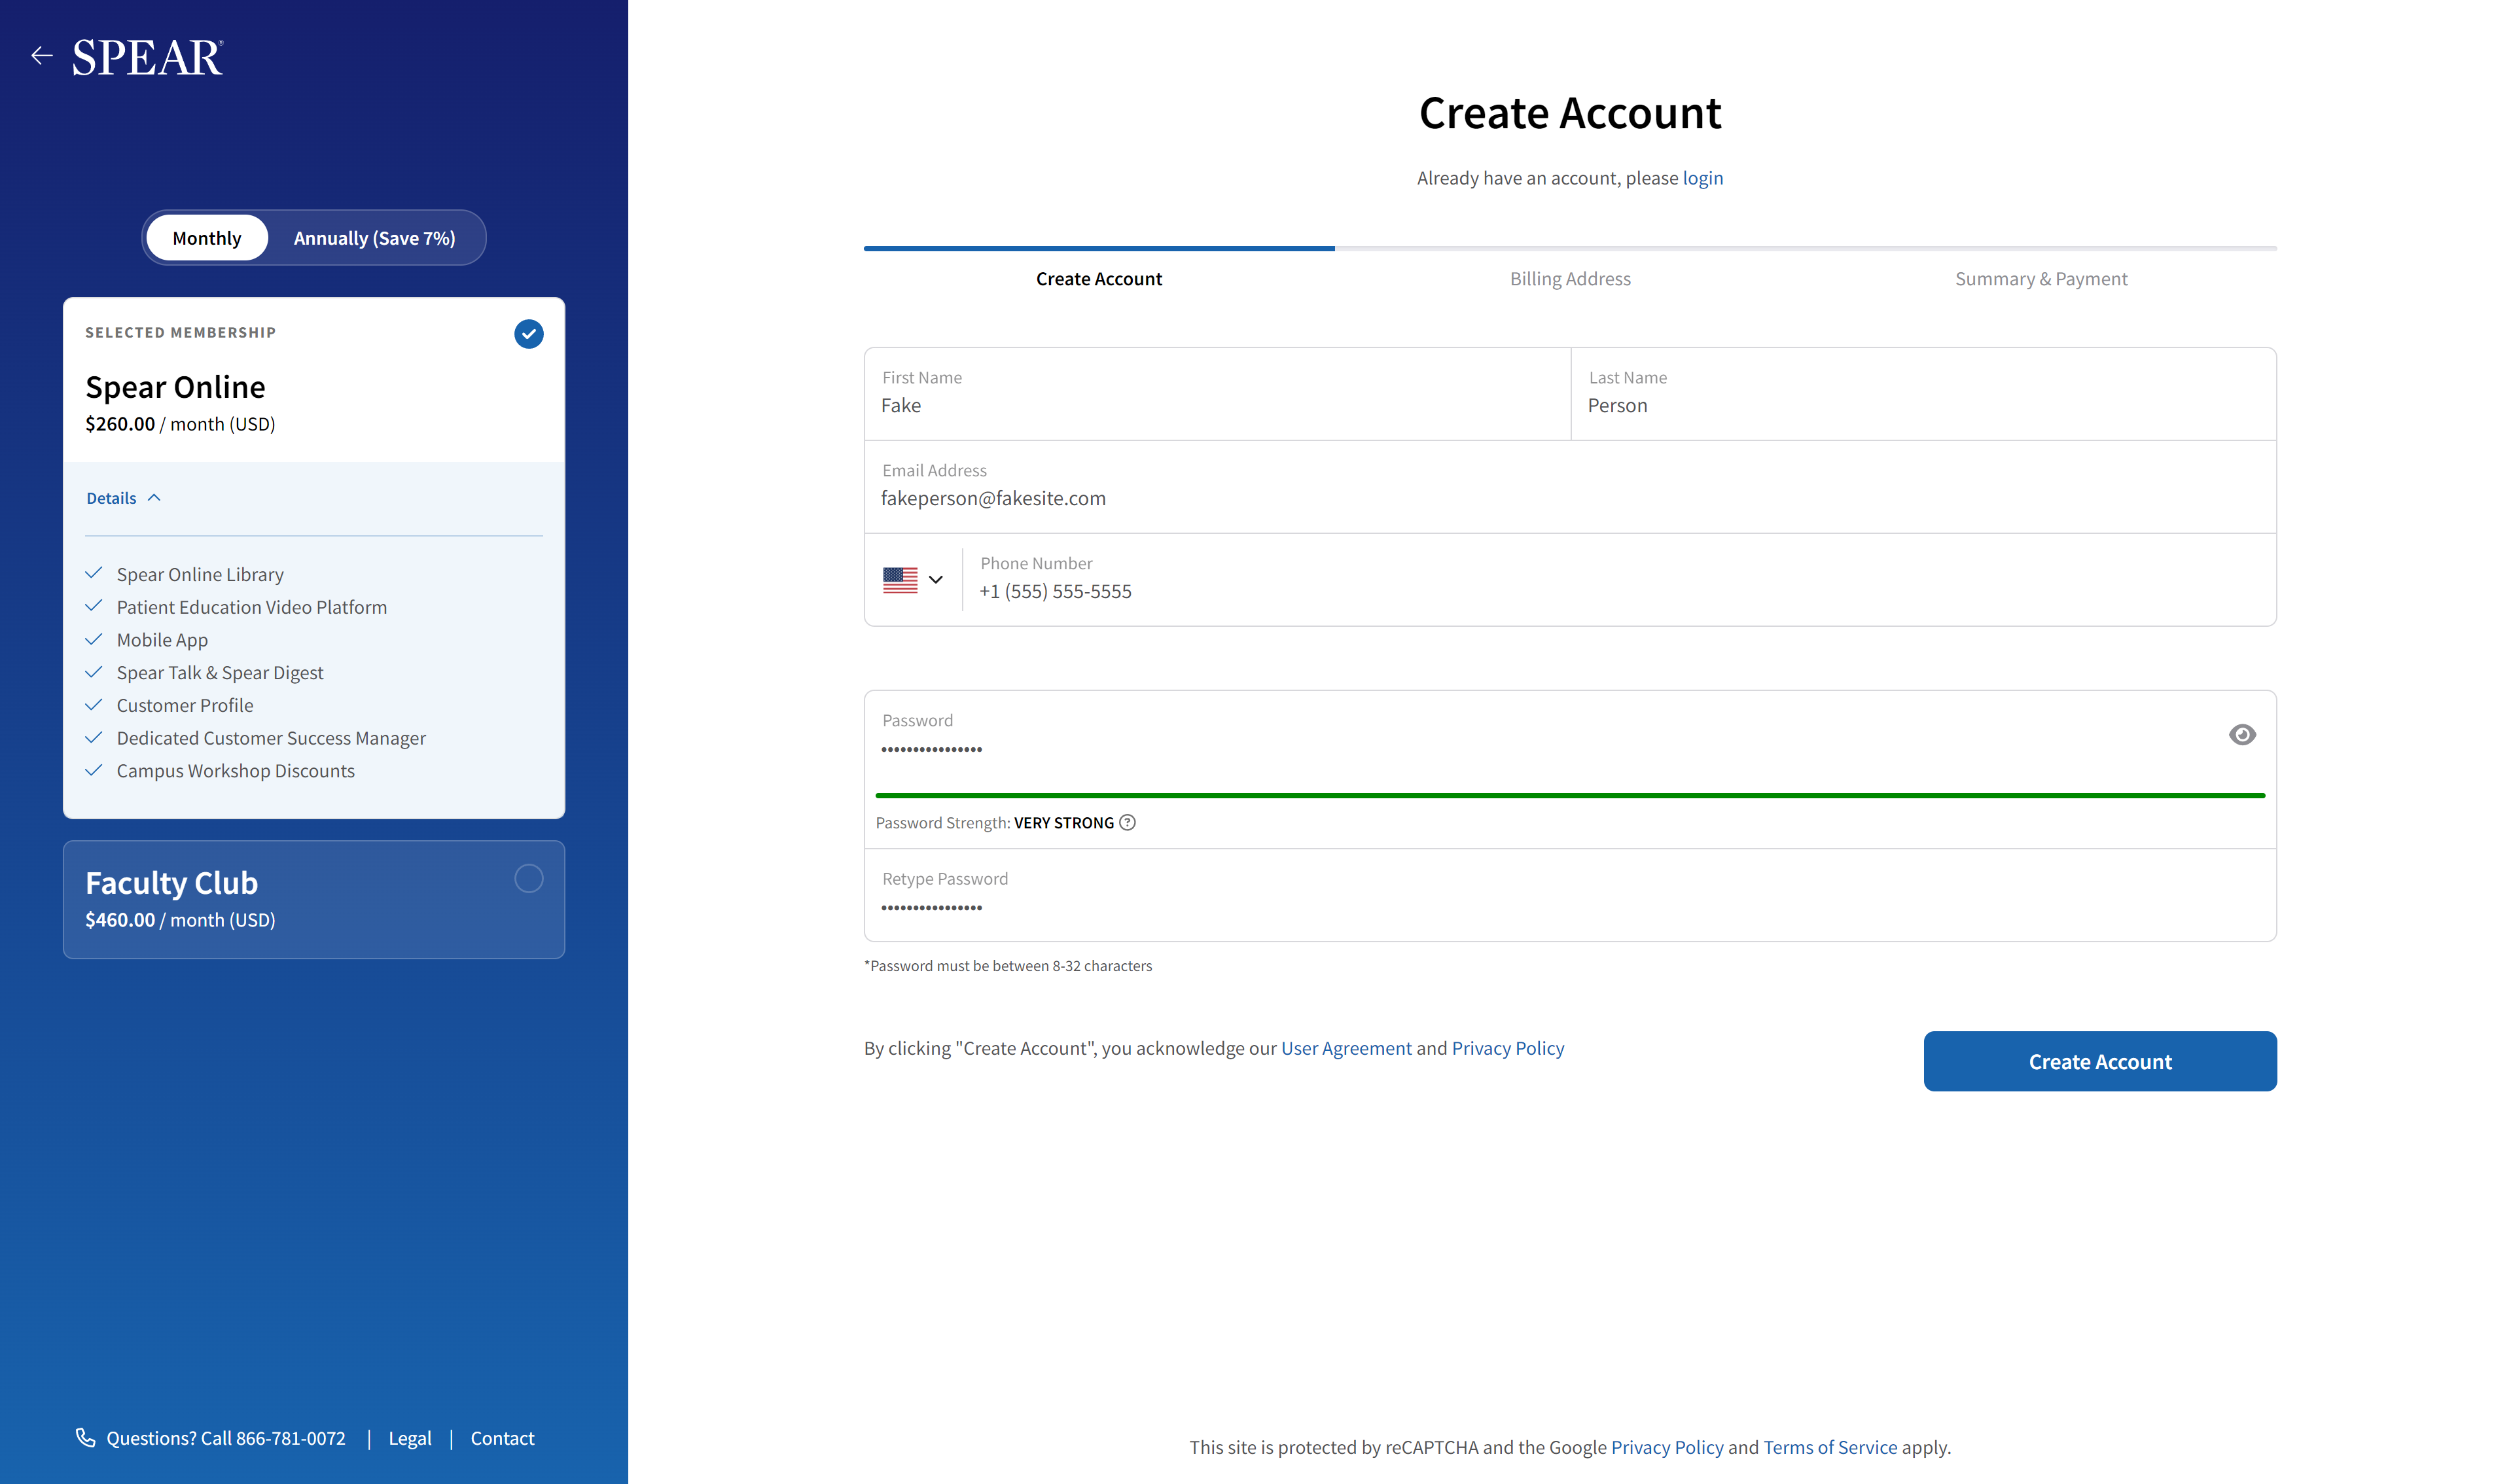 SPEAR®
Monthly
Annually (Save 7%)
SELECTED MEMBERSHIP
Spear Online
$260.00 / month (USD)
Details
Spear Online Library
Patient Education Video Platform
Mobile App
Spear Talk & Spear Digest
Customer Profile
Dedicated Customer Success Manager
Campus Workshop Discounts
Faculty Club
$460.00 / month (USD)
Questions? Call 866-781-0072 | Legal | Contact
Create Account
Already have an account, please login
Create Account
Billing Address
Summary & Payment
First Name
Fake
Last Name
Person
Email Address
fakeperson@fakesite.com
Phone Number
+1 (555) 555-5555
Password
••••••••••••••••
Password Strength: VERY STRONG ?
Retype Password
••••••••••••••••
*Password must be between 8-32 characters
By clicking "Create Account", you acknowledge our User Agreement and Privacy Policy
Create Account
This site is protected by reCAPTCHA and the Google Privacy Policy and Terms of Service apply.